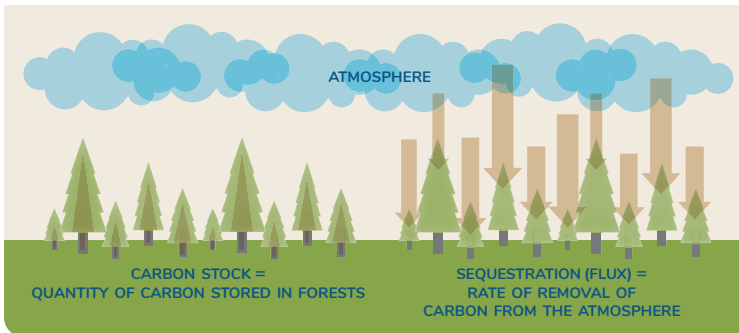 ATMOSPHERE
CARBON STOCK =
QUANTITY OF CARBON STORED IN FORESTS
SEQUESTRATION (FLUX) =
RATE OF REMOVAL OF
CARBON FROM THE ATMOSPHERE